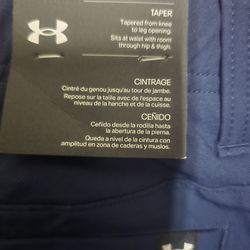 TAPER
Tapered from knee
to leg opening.
Sits at waist with room
through hip & thigh.
CINTRAGE
Cintré du genou jusqu'au tour de jambe.
Repose sur la taille avec de l'espace au
niveau de la hanche et de la cuisse.
CEÑIDO
Ceñido desde la rodilla hasta
la abertura de la pierna.
Queda a nivel de la cintura con
amplitud en zona de caderas y muslos.